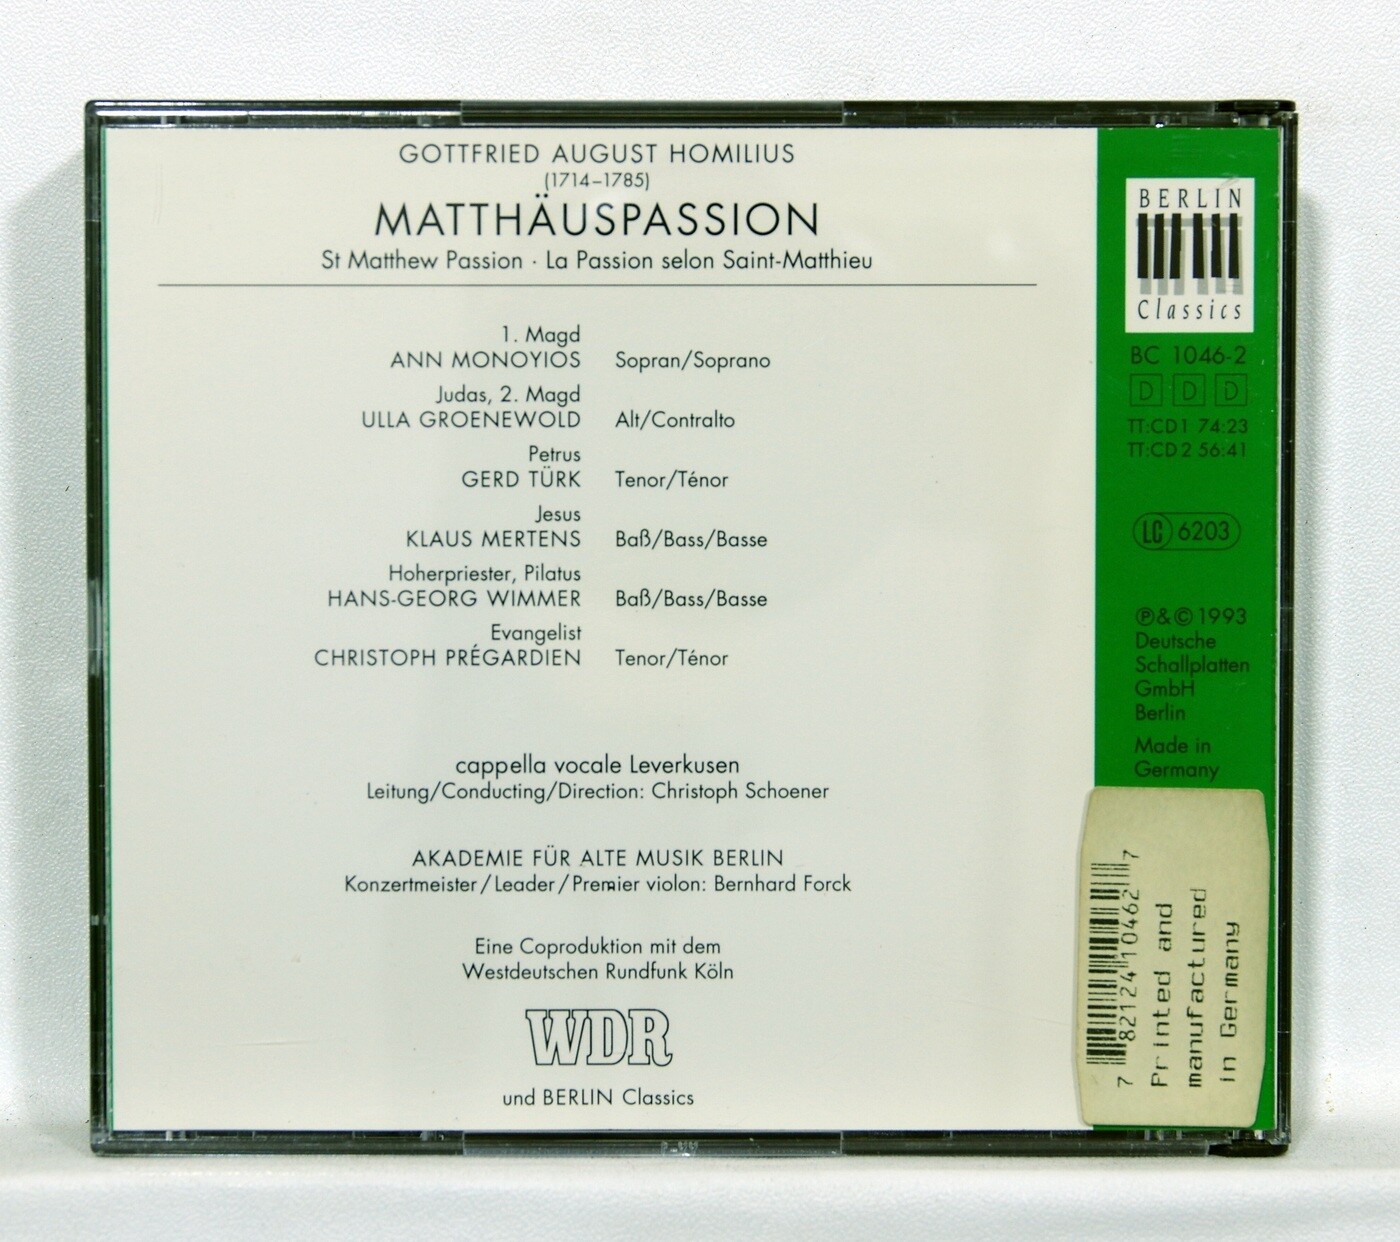 GOTTFRIED AUGUST HOMILIUS
(1714–1785)
MATTHÄUSPASSION
St Matthew Passion · La Passion selon Saint-Matthieu
1. Magd
ANN MONOYIOS Sopran/Soprano
Judas, 2. Magd
ULLA GROENEWOLD Alt/Contralto
Petrus
GERD TÜRK Tenor/Ténor
Jesus
KLAUS MERTENS Baß/Bass/Basse
Hoherpriester, Pilatus
HANS-GEORG WIMMER Baß/Bass/Basse
Evangelist
CHRISTOPH PRÉGARDIEN Tenor/Ténor
cappella vocale Leverkusen
Leitung/Conducting/Direction: Christoph Schoener
AKADEMIE FÜR ALTE MUSIK BERLIN
Konzertmeister/Leader/Premier violon: Bernhard Forck
Eine Coproduktion mit dem
Westdeutschen Rundfunk Köln
WDR
und BERLIN Classics
BERLIN
Classics
BC 1046-2
D D D
TT:CD1 74:23
TT:CD2 56:41
LC 6203
℗&©1993
Deutsche
Schallplatten
GmbH
Berlin
Made in
Germany
7 82124 10462 7
Printed and
manufactured
in Germany